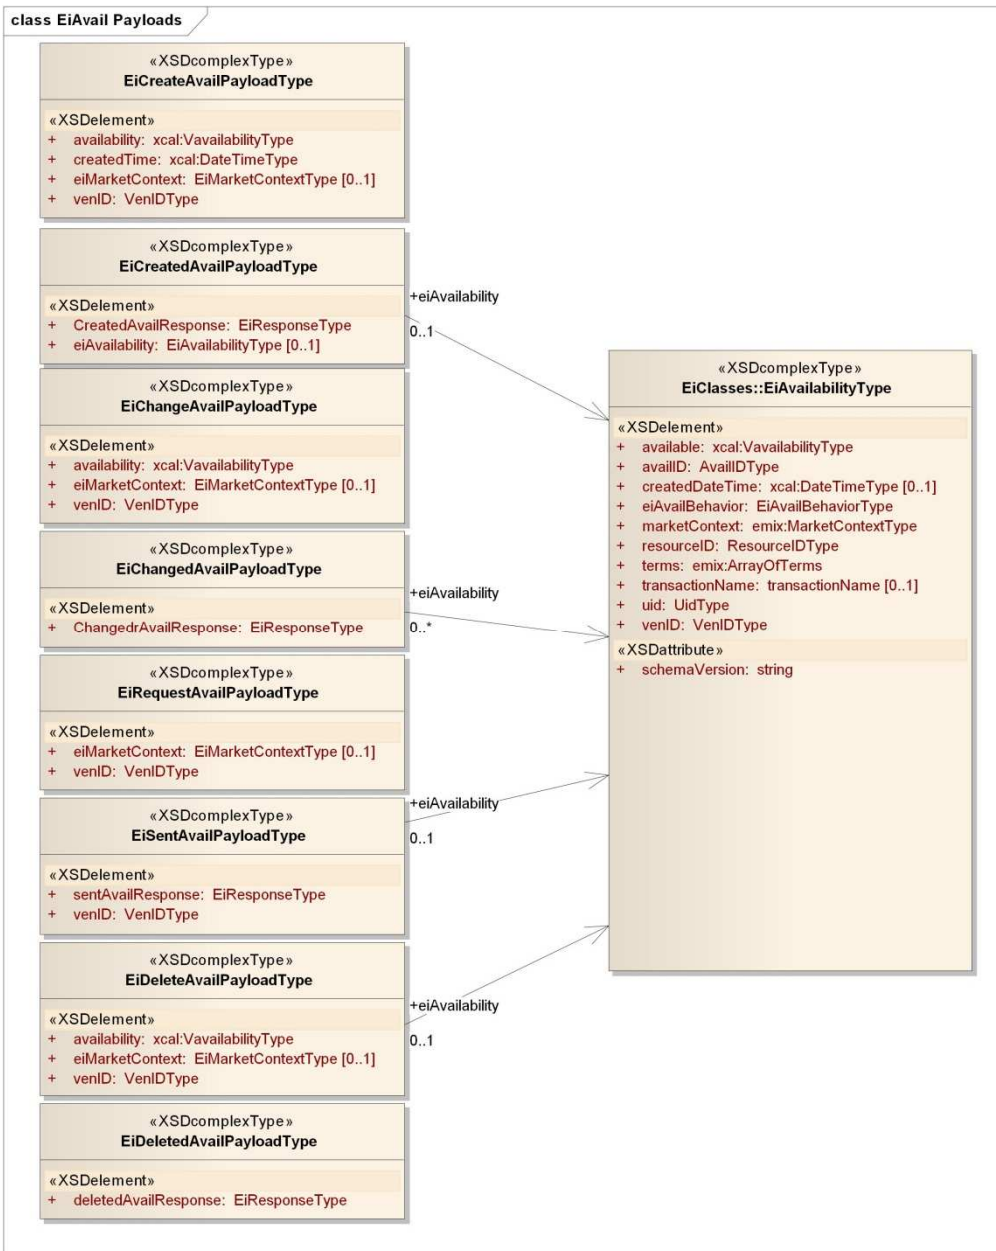 class EiAvail Payloads
«XSDcomplexType»
EiCreateAvailPayloadType
«XSDelement»
+ availability: xcal:VavailabilityType
+ createdTime: xcal:DateTimeType
+ eiMarketContext: EiMarketContextType [0..1]
+ venID: VenIDType
«XSDcomplexType»
EiCreatedAvailPayloadType
«XSDelement»
+ CreatedAvailResponse: EiResponseType
+ eiAvailability: EiAvailabilityType [0..1]
+eiAvailability
0..1
«XSDcomplexType»
EiChangeAvailPayloadType
«XSDelement»
+ availability: xcal:VavailabilityType
+ eiMarketContext: EiMarketContextType [0..1]
+ venID: VenIDType
«XSDcomplexType»
EiChangedAvailPayloadType
«XSDelement»
+ ChangedrAvailResponse: EiResponseType
+eiAvailability
0..*
«XSDcomplexType»
EiRequestAvailPayloadType
«XSDelement»
+ eiMarketContext: EiMarketContextType [0..1]
+ venID: VenIDType
«XSDcomplexType»
EiSentAvailPayloadType
«XSDelement»
+ sentAvailResponse: EiResponseType
+ venID: VenIDType
+eiAvailability
0..1
«XSDcomplexType»
EiDeleteAvailPayloadType
«XSDelement»
+ availability: xcal:VavailabilityType
+ eiMarketContext: EiMarketContextType [0..1]
+ venID: VenIDType
+eiAvailability
0..1
«XSDcomplexType»
EiDeletedAvailPayloadType
«XSDelement»
+ deletedAvailResponse: EiResponseType
«XSDcomplexType»
EiClasses::EiAvailabilityType
«XSDelement»
+ available: xcal:VavailabilityType
+ availID: AvailIDType
+ createdDateTime: xcal:DateTimeType [0..1]
+ eiAvailBehavior: EiAvailBehaviorType
+ marketContext: emix:MarketContextType
+ resourceID: ResourceIDType
+ terms: emix:ArrayOfTerms
+ transactionName: transactionName [0..1]
+ uid: UidType
+ venID: VenIDType
«XSDattribute»
+ schemaVersion: string